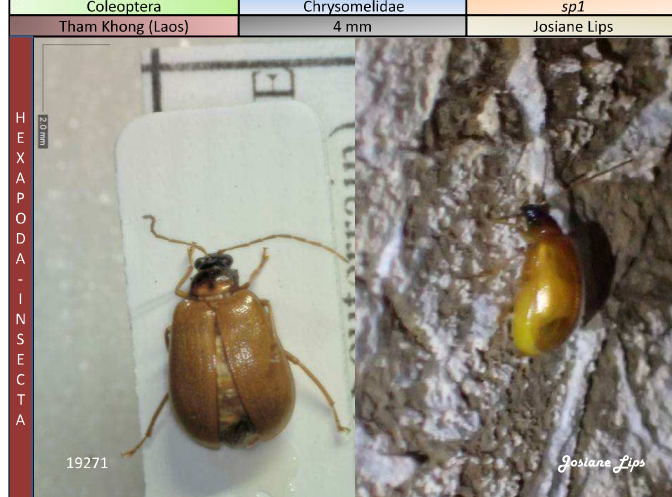 Coleoptera
Chrysomelidae
sp1
Tham Khong (Laos)
4 mm
Josiane Lips
HEXAPODA-INSECTA
2.0 mm
E
19271
Josiane Lips